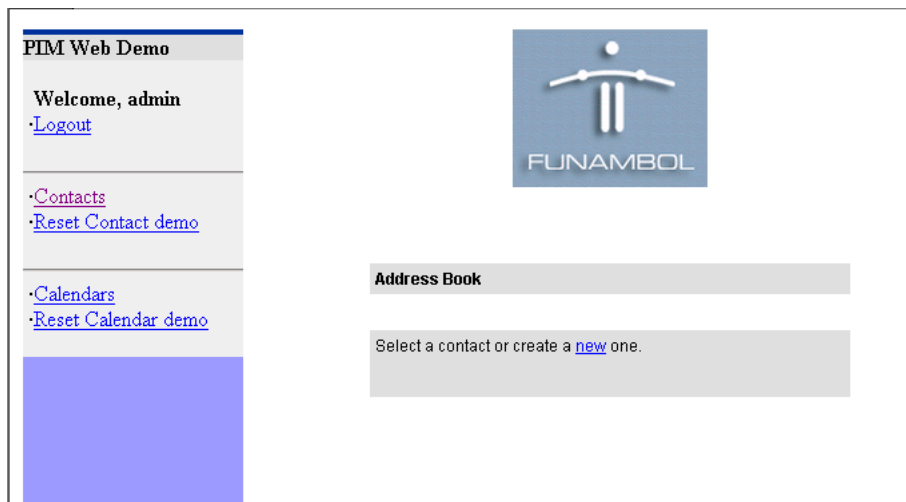 PIM Web Demo
Welcome, admin
·Logout
·Contacts
·Reset Contact demo
·Calendars
·Reset Calendar demo
FUNAMBOL
Address Book
Select a contact or create a new one.